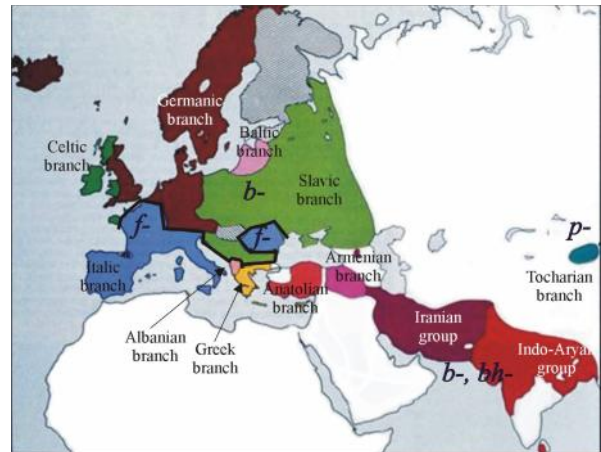 Germanic
branch
Celtic
branch
Baltic
branch
b-
Slavic
branch
f-
f-
p-
Italic
branch
Armenian
branch
Anatolian
branch
Tocharian
branch
Albanian
branch
Greek
branch
Iranian
group
Indo-Aryan
group
b-, bh-